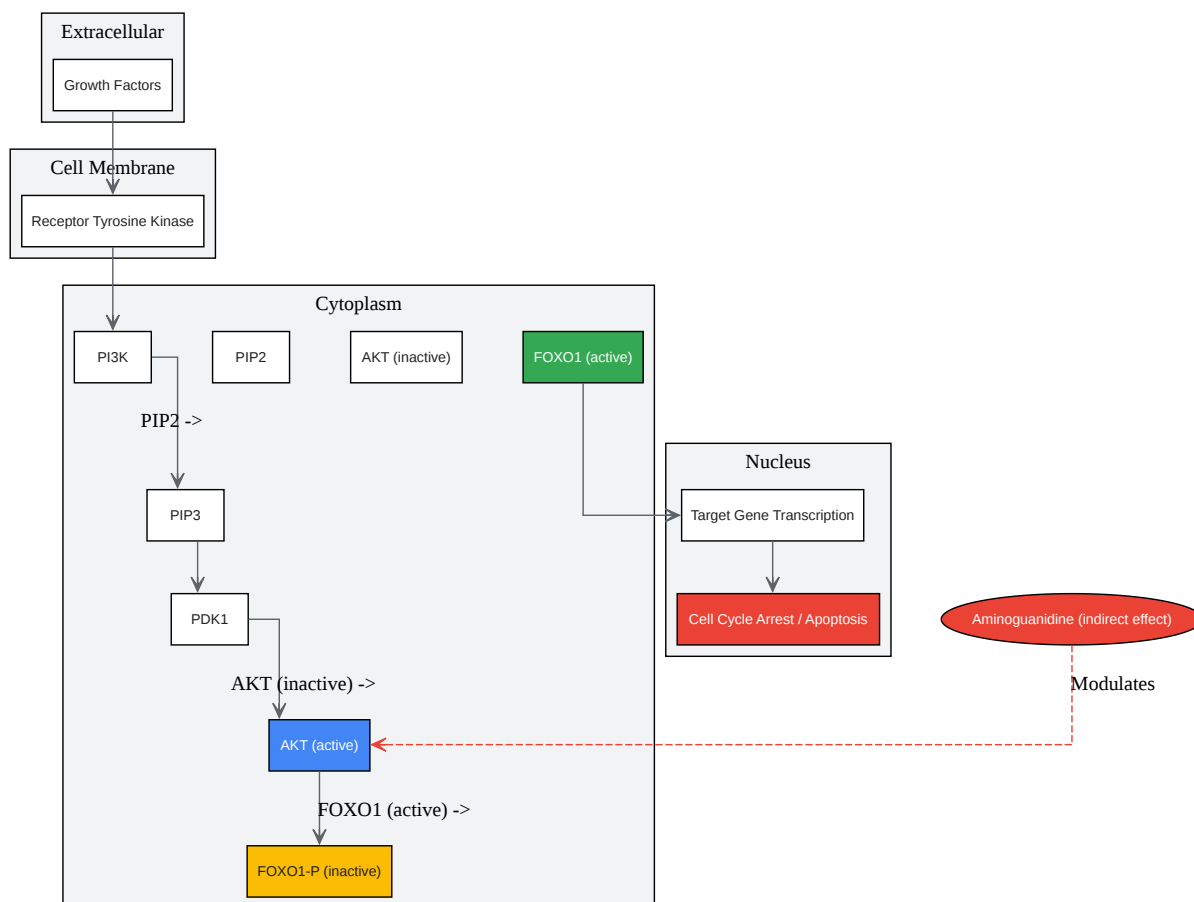 Extracellular
Growth Factors
Cell Membrane
Receptor Tyrosine Kinase
Cytoplasm
PI3K
PIP2
AKT (inactive)
FOXO1 (active)
PIP2 ->
Nucleus
PIP3
Target Gene Transcription
PDK1
Cell Cycle Arrest / Apoptosis
Aminoguanidine (indirect effect)
AKT (inactive) ->
Modulates
AKT (active)
FOXO1 (active) ->
FOXO1-P (inactive)